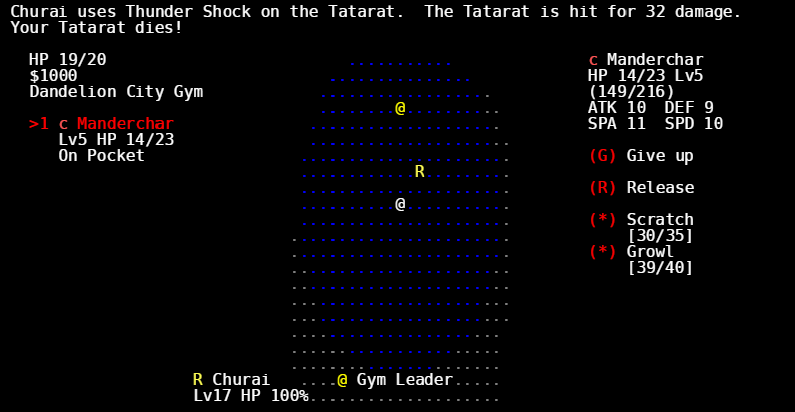 Churai uses Thunder Shock on the Tatarat.  The Tatarat is hit for 32 damage.
Your Tatarat dies!
HP 19/20
$1000
Dandelion City Gym
>1 c Manderchar
Lv5 HP 14/23
On Pocket
@
R
@
c Manderchar
HP 14/23 Lv5
(149/216)
ATK 10  DEF 9
SPA 11  SPD 10
(G) Give up
(R) Release
(*) Scratch
[30/35]
(*) Growl
[39/40]
R Churai
Lv17 HP 100%
@ Gym Leader